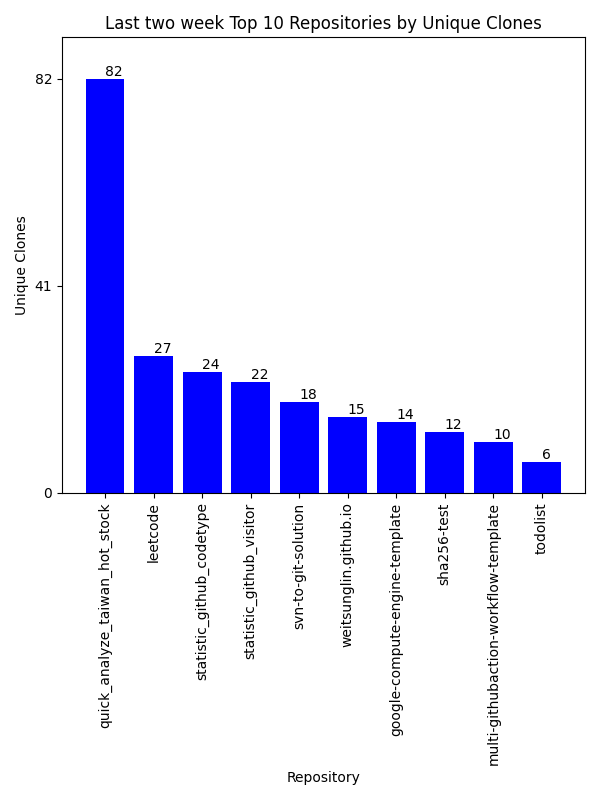 Last two week Top 10 Repositories by Unique Clones
Unique Clones
82
41
0
82
27
24
22
18
15
14
12
10
6
quick_analyze_taiwan_hot_stock
leetcode
statistic_github_codetype
statistic_github_visitor
svn-to-git-solution
weitsunglin.github.io
google-compute-engine-template
sha256-test
multi-githubaction-workflow-template
todolist
Repository